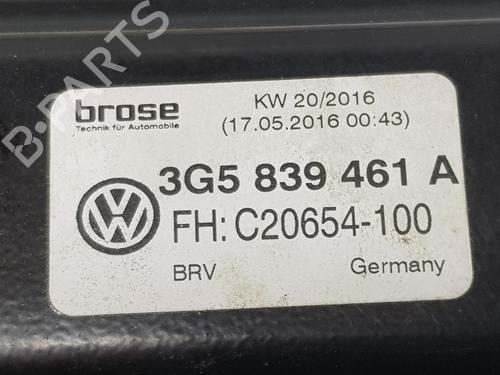 B-PARTS
brose
Technik für Automobile
KW 20/2016
(17.05.2016 00:43)
3G5 839 461 A
FH: C20654-100
BRV
Germany